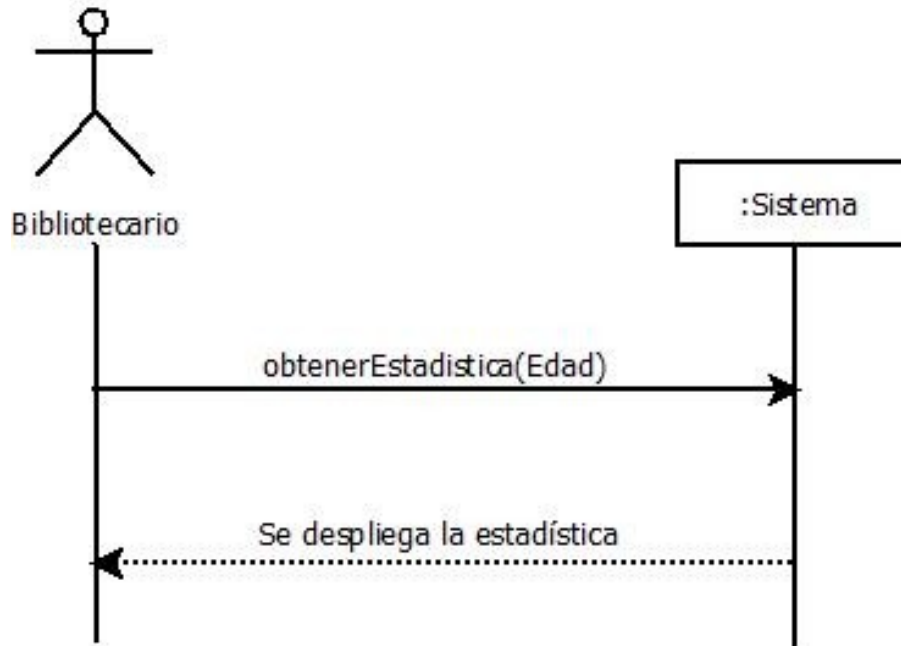 Bibliotecario
:Sistema
obtenerEstadistica(Edad)
Se despliega la estadística